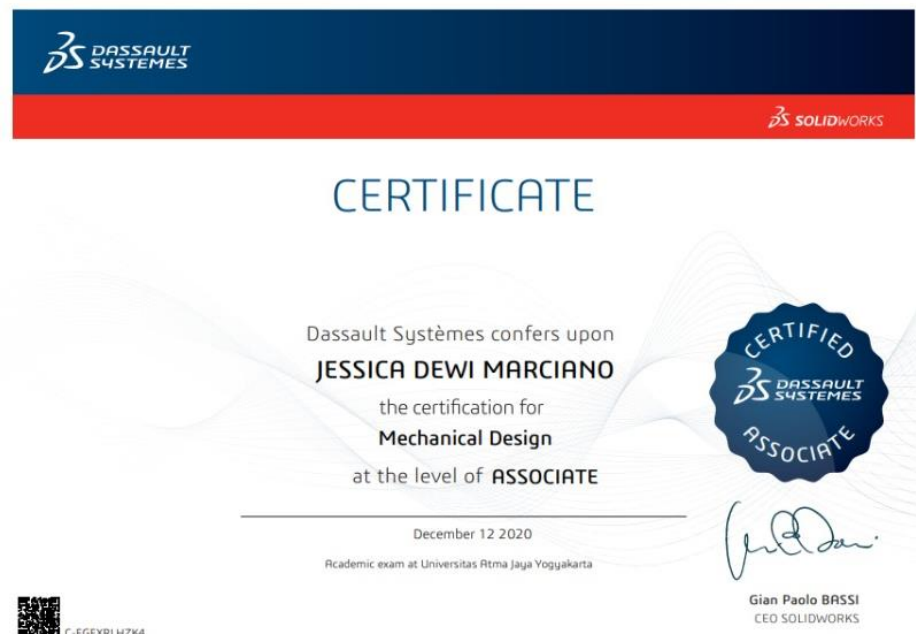 DASSAULT
SYSTEMES
SOLIDWORKS
CERTIFICATE
Dassault Systèmes confers upon
JESSICA DEWI MARCIANO
the certification for
Mechanical Design
at the level of ASSOCIATE
December 12 2020
Academic exam at Universitas Atma Jaya Yogyakarta
CERTIFIED
DASSAULT
SYSTEMES
ASSOCIATE
Gian Paolo BASSI
CEO SOLIDWORKS